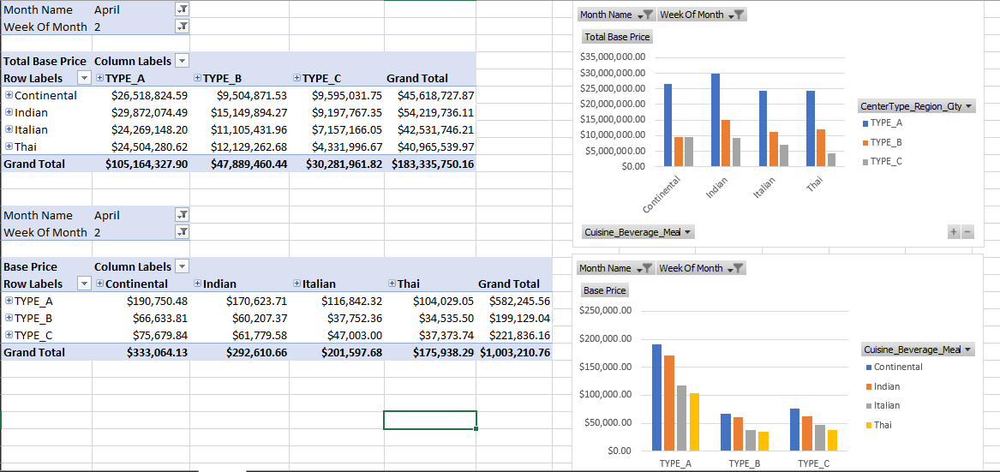 Month Name April
Week Of Month 2
Total Base Price Column Labels
Row Labels TYPE_A TYPE_B TYPE_C Grand Total
Continental $26,518,824.59 $9,504,871.53 $9,595,031.75 $45,618,727.87
Indian $29,872,074.49 $15,149,894.27 $9,197,767.35 $54,219,736.11
Italian $24,269,148.20 $11,105,431.96 $7,157,166.05 $42,531,746.21
Thai $24,504,280.62 $12,129,262.68 $4,331,996.67 $40,965,539.97
Grand Total $105,164,327.90 $47,889,460.44 $30,281,961.82 $183,335,750.16
Month Name April
Week Of Month 2
Base Price Column Labels
Row Labels Continental Indian Italian Thai Grand Total
TYPE_A $190,750.48 $170,623.71 $116,842.32 $104,029.05 $582,245.56
TYPE_B $66,633.81 $60,207.37 $37,752.36 $34,535.50 $199,129.04
TYPE_C $75,679.84 $61,779.58 $47,003.00 $37,373.74 $221,836.16
Grand Total $333,064.13 $292,610.66 $201,597.68 $175,938.29 $1,003,210.76
Month Name Week Of Month
Total Base Price
$35,000,000.00
$30,000,000.00
$25,000,000.00
$20,000,000.00
$15,000,000.00
$10,000,000.00
$5,000,000.00
$0.00
Continental Indian Italian Thai
CenterType_Region_City
TYPE_A
TYPE_B
TYPE_C
Cuisine_Beverage_Meal
Month Name Week Of Month
Base Price
$250,000.00
$200,000.00
$150,000.00
$100,000.00
$50,000.00
$0.00
TYPE_A TYPE_B TYPE_C
Cuisine_Beverage_Meal
Continental
Indian
Italian
Thai